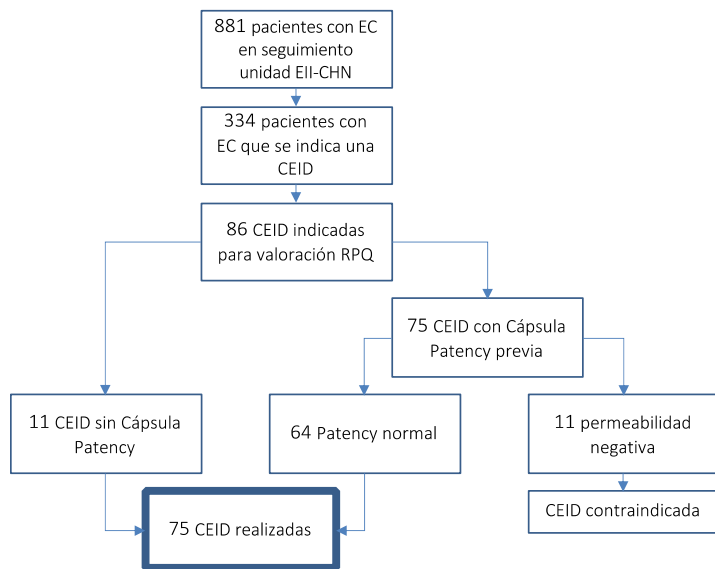 881 pacientes con EC
en seguimiento
unidad EII-CHN
334 pacientes con
EC que se indica una
CEID
86 CEID indicadas
para valoración RPQ
75 CEID con Cápsula
Patency previa
11 CEID sin Cápsula
Patency
64 Patency normal
11 permeabilidad
negativa
75 CEID realizadas
CEID contraindicada